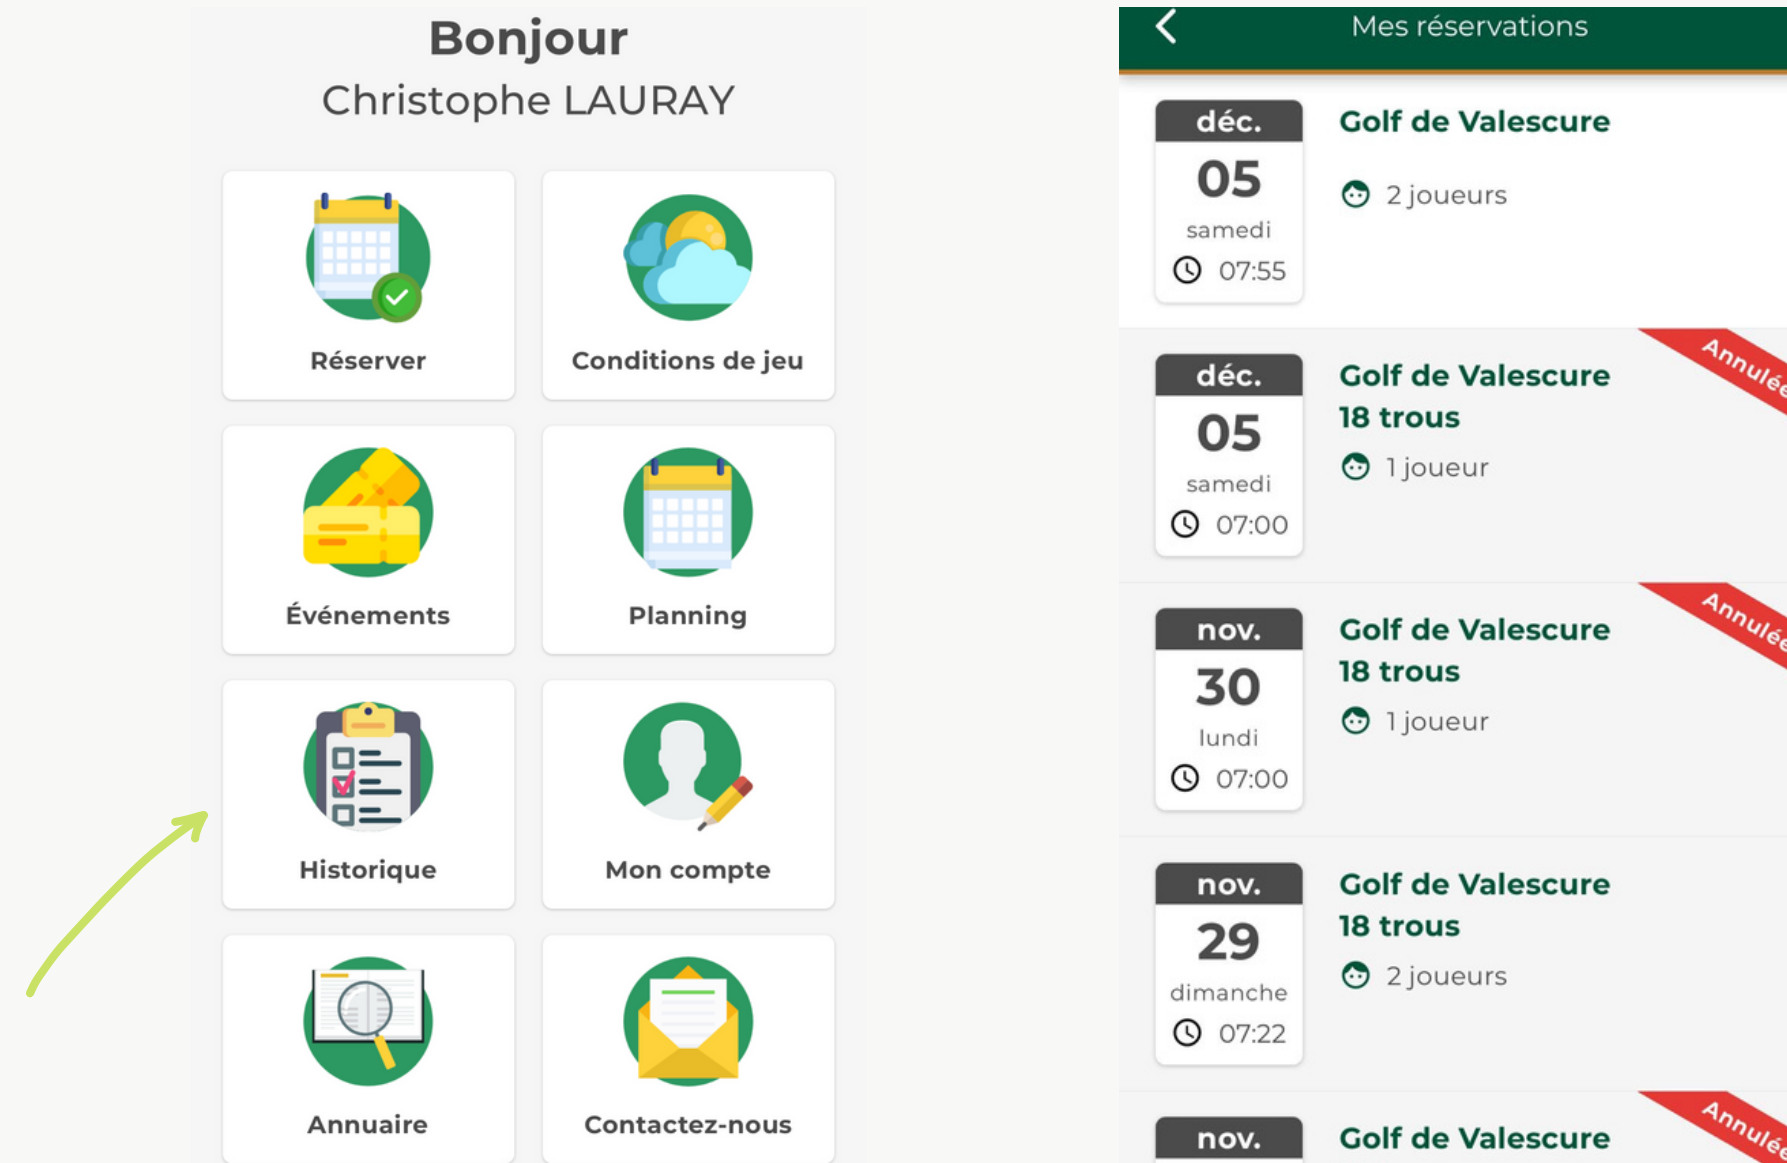 Bonjour
Christophe LAURAY
Réserver
Conditions de jeu
Événements
Planning
Historique
Mon compte
Annuaire
Contactez-nous
Mes réservations
déc.
05
samedi
07:55
Golf de Valescure
2 joueurs
déc.
05
samedi
07:00
Golf de Valescure
18 trous
1 joueur
Annulée
nov.
30
lundi
07:00
Golf de Valescure
18 trous
1 joueur
Annulée
nov.
29
dimanche
07:22
Golf de Valescure
18 trous
2 joueurs
nov.
Golf de Valescure
Annulée